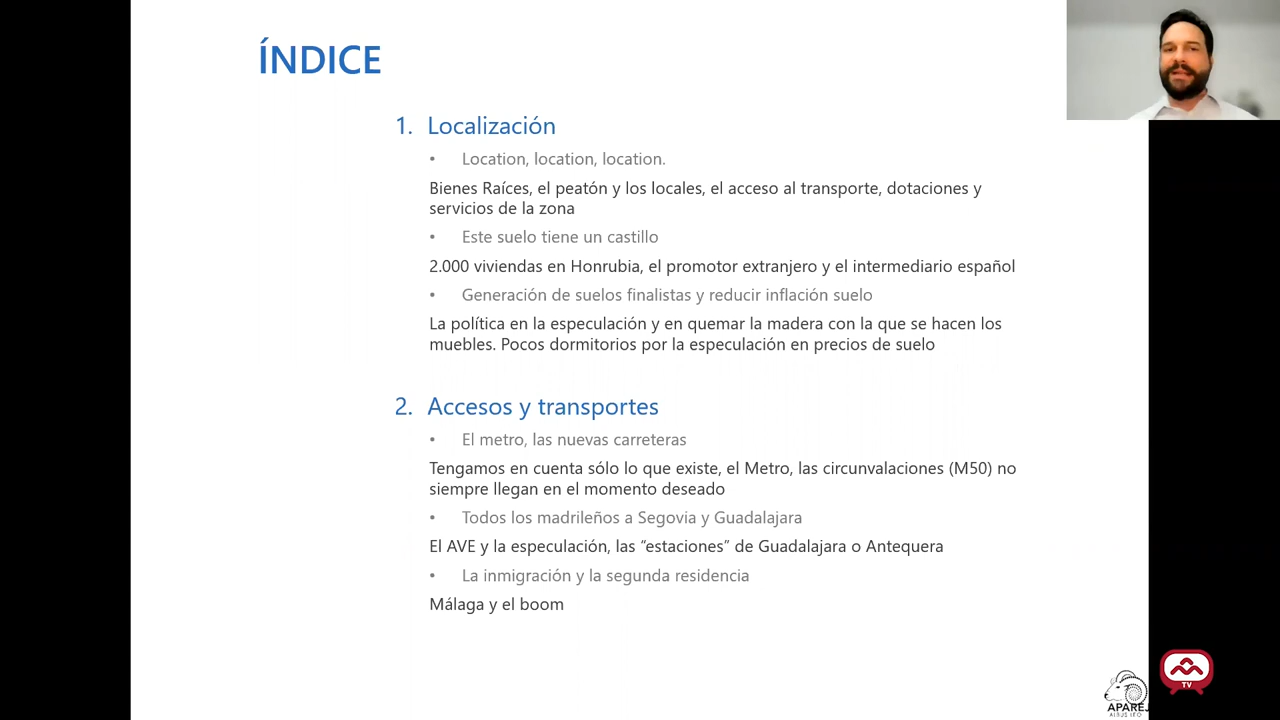 ÍNDICE
1. Localización
• Location, location, location.
Bienes Raíces, el peatón y los locales, el acceso al transporte, dotaciones y
servicios de la zona
• Este suelo tiene un castillo
2.000 viviendas en Honrubia, el promotor extranjero y el intermediario español
• Generación de suelos finalistas y reducir inflación suelo
La política en la especulación y en quemar la madera con la que se hacen los
muebles. Pocos dormitorios por la especulación en precios de suelo
2. Accesos y transportes
• El metro, las nuevas carreteras
Tengamos en cuenta sólo lo que existe, el Metro, las circunvalaciones (M50) no
siempre llegan en el momento deseado
• Todos los madrileños a Segovia y Guadalajara
El AVE y la especulación, las “estaciones” de Guadalajara o Antequera
• La inmigración y la segunda residencia
Málaga y el boom
APAREJ
TV